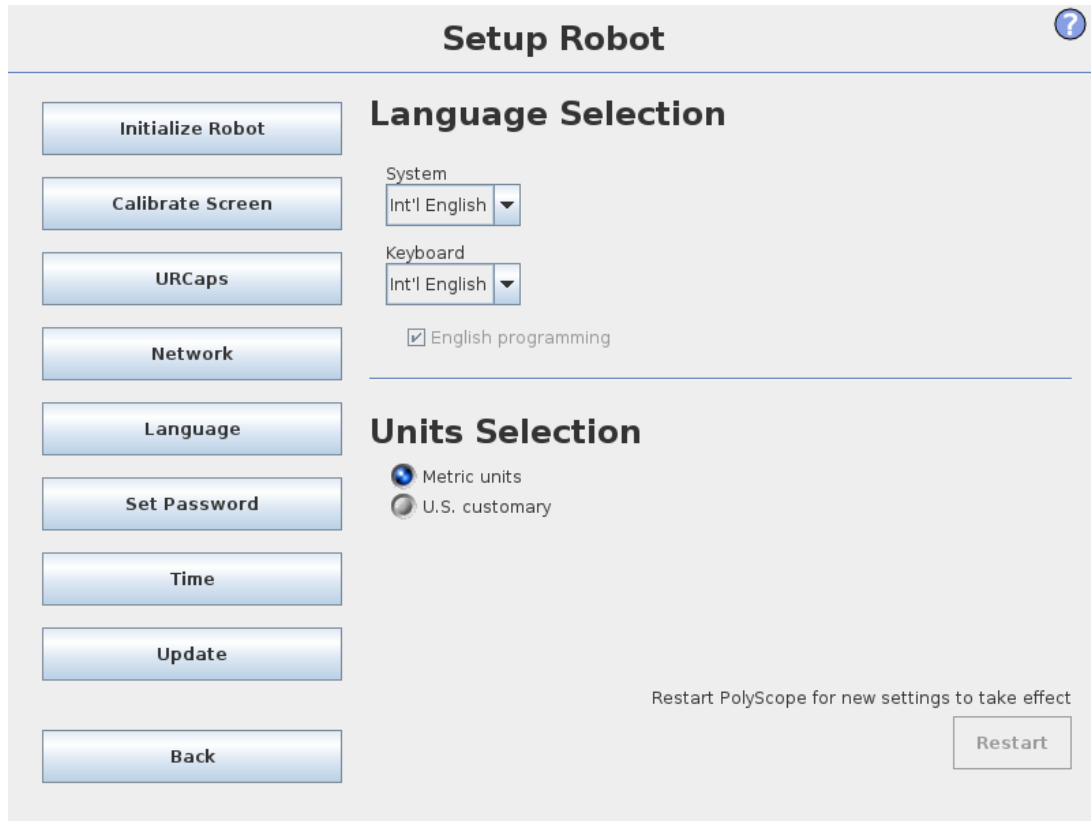 Setup Robot
?
Initialize Robot
Calibrate Screen
URCaps
Network
Language
Set Password
Time
Update
Back
Language Selection
System
Int'l English
Keyboard
Int'l English
English programming
Units Selection
Metric units
U.S. customary
Restart PolyScope for new settings to take effect
Restart